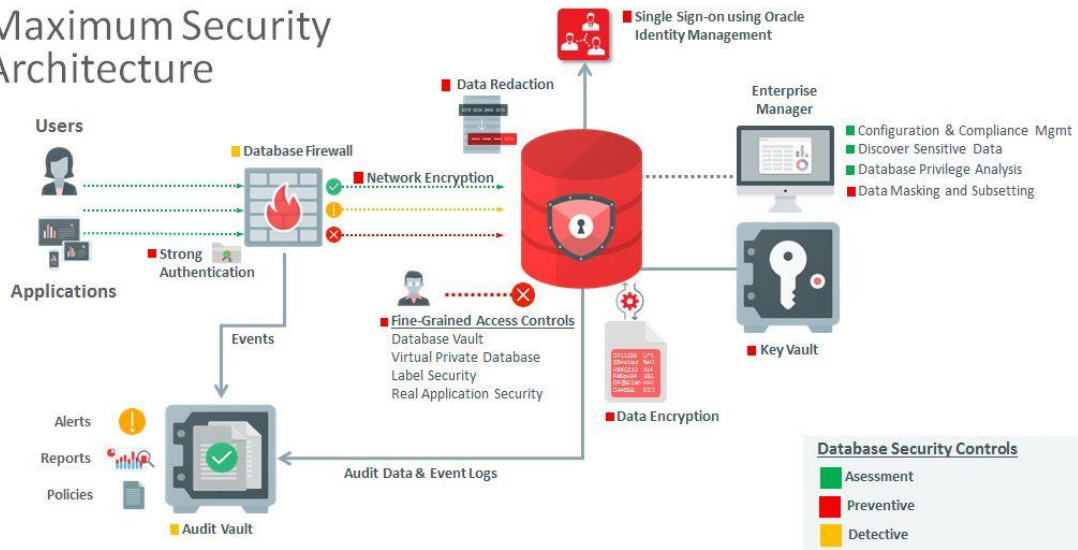 Maximum Security
Architecture
Single Sign-on using Oracle
Identity Management
Data Redaction
Enterprise
Manager
Users
Configuration & Compliance Mgmt
Discover Sensitive Data
Database Privilege Analysis
Data Masking and Subsetting
Database Firewall
Network Encryption
Strong
Authentication
Applications
Fine-Grained Access Controls
Database Vault
Virtual Private Database
Label Security
Real Application Security
Events
Key Vault
Data Encryption
Alerts
Reports
Policies
Audit Data & Event Logs
Audit Vault
Database Security Controls
Asessment
Preventive
Detective